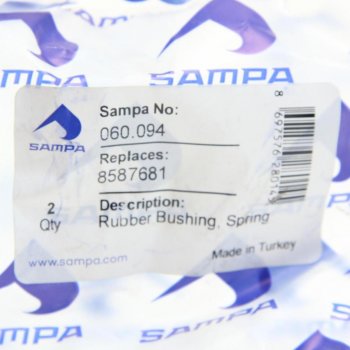 SAMPA
SAMPA
SAMPA
Sampa No:
060.094
Replaces:
8587681
2
Qty
Description:
Rubber Bushing, Spring
www.sampa.com
Made in Turkey
SAMPA
SAMPA